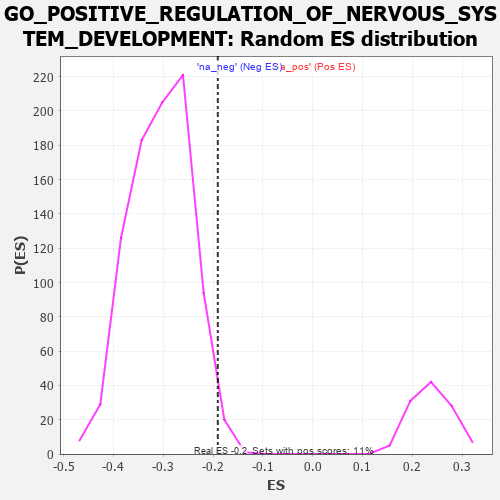 GO_POSITIVE_REGULATION_OF_NERVOUS_SYS
TEM_DEVELOPMENT: Random ES distribution
'na_neg' (Neg ES) a_pos' (Pos ES)
220
200
180
160
140
120
100
80
60
40
20
0
P(ES)
Real ES -0.2 Sets with pos scores: 11%
-0.5 -0.4 -0.3 -0.2 -0.1 0.0 0.1 0.2 0.3
ES